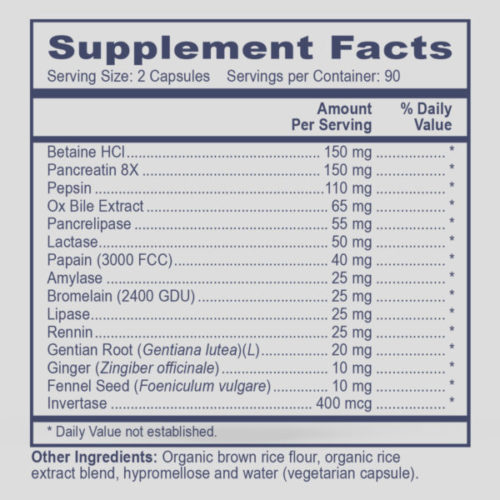 Supplement Facts
Serving Size: 2 Capsules Servings per Container: 90
Amount Per Serving % Daily Value
Betaine HCl 150 mg *
Pancreatin 8X 150 mg *
Pepsin 110 mg *
Ox Bile Extract 65 mg *
Pancrelipase 55 mg *
Lactase 50 mg *
Papain (3000 FCC) 40 mg *
Amylase 25 mg *
Bromelain (2400 GDU) 25 mg *
Lipase 25 mg *
Rennin 25 mg *
Gentian Root (Gentiana lutea)(L) 20 mg *
Ginger (Zingiber officinale) 10 mg *
Fennel Seed (Foeniculum vulgare) 10 mg *
Invertase 400 mcg *
* Daily Value not established.
Other Ingredients: Organic brown rice flour, organic rice
extract blend, hypromellose and water (vegetarian capsule).